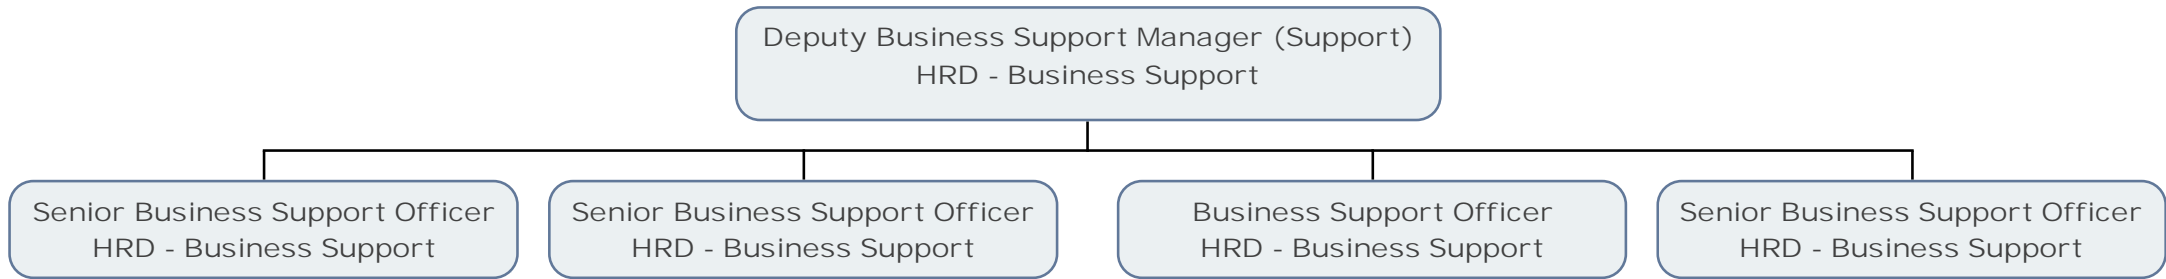 Deputy Business Support Manager (Support)
HRD - Business Support
Senior Business Support Officer
HRD - Business Support
Senior Business Support Officer
HRD - Business Support
Business Support Officer
HRD - Business Support
Senior Business Support Officer
HRD - Business Support